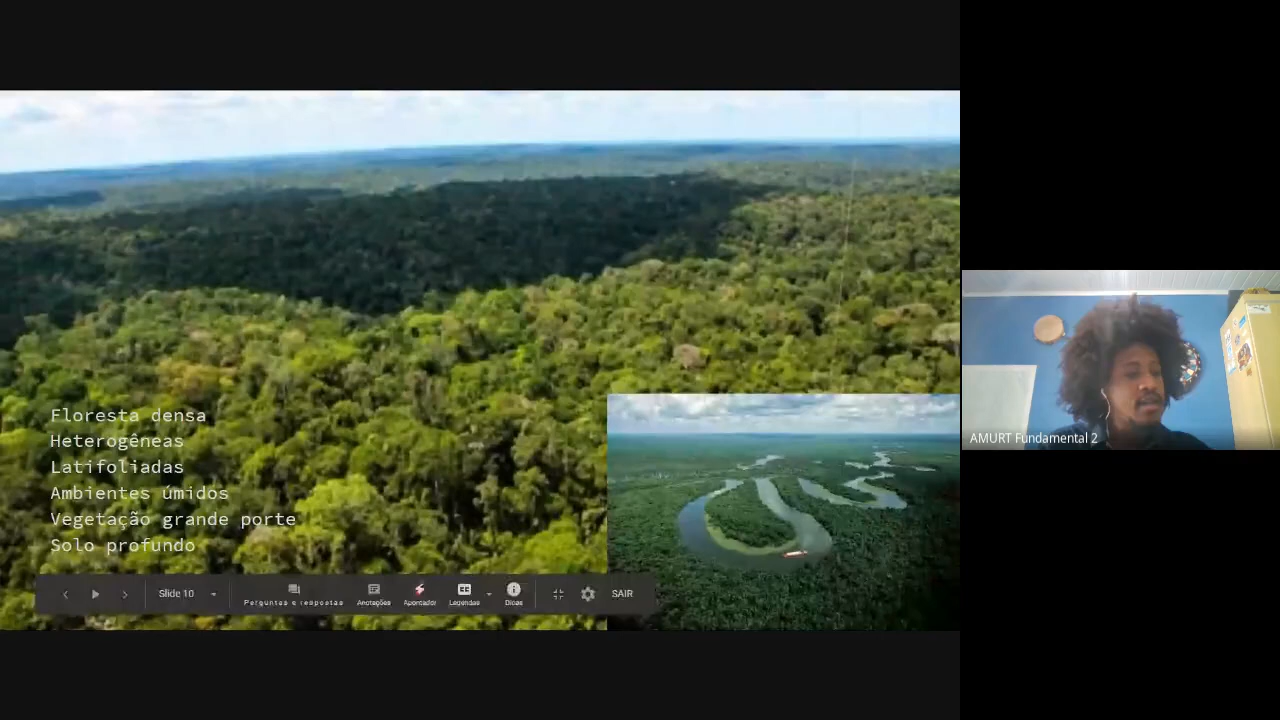 Floresta densa
Heterogêneas
Latifoliadas
Ambientes úmidos
Vegetação grande porte
Solo profundo
Slide 10
Perguntas e respostas
Anotações
Apontador
Legendas
Dicas
SAIR
AMURT Fundamental 2